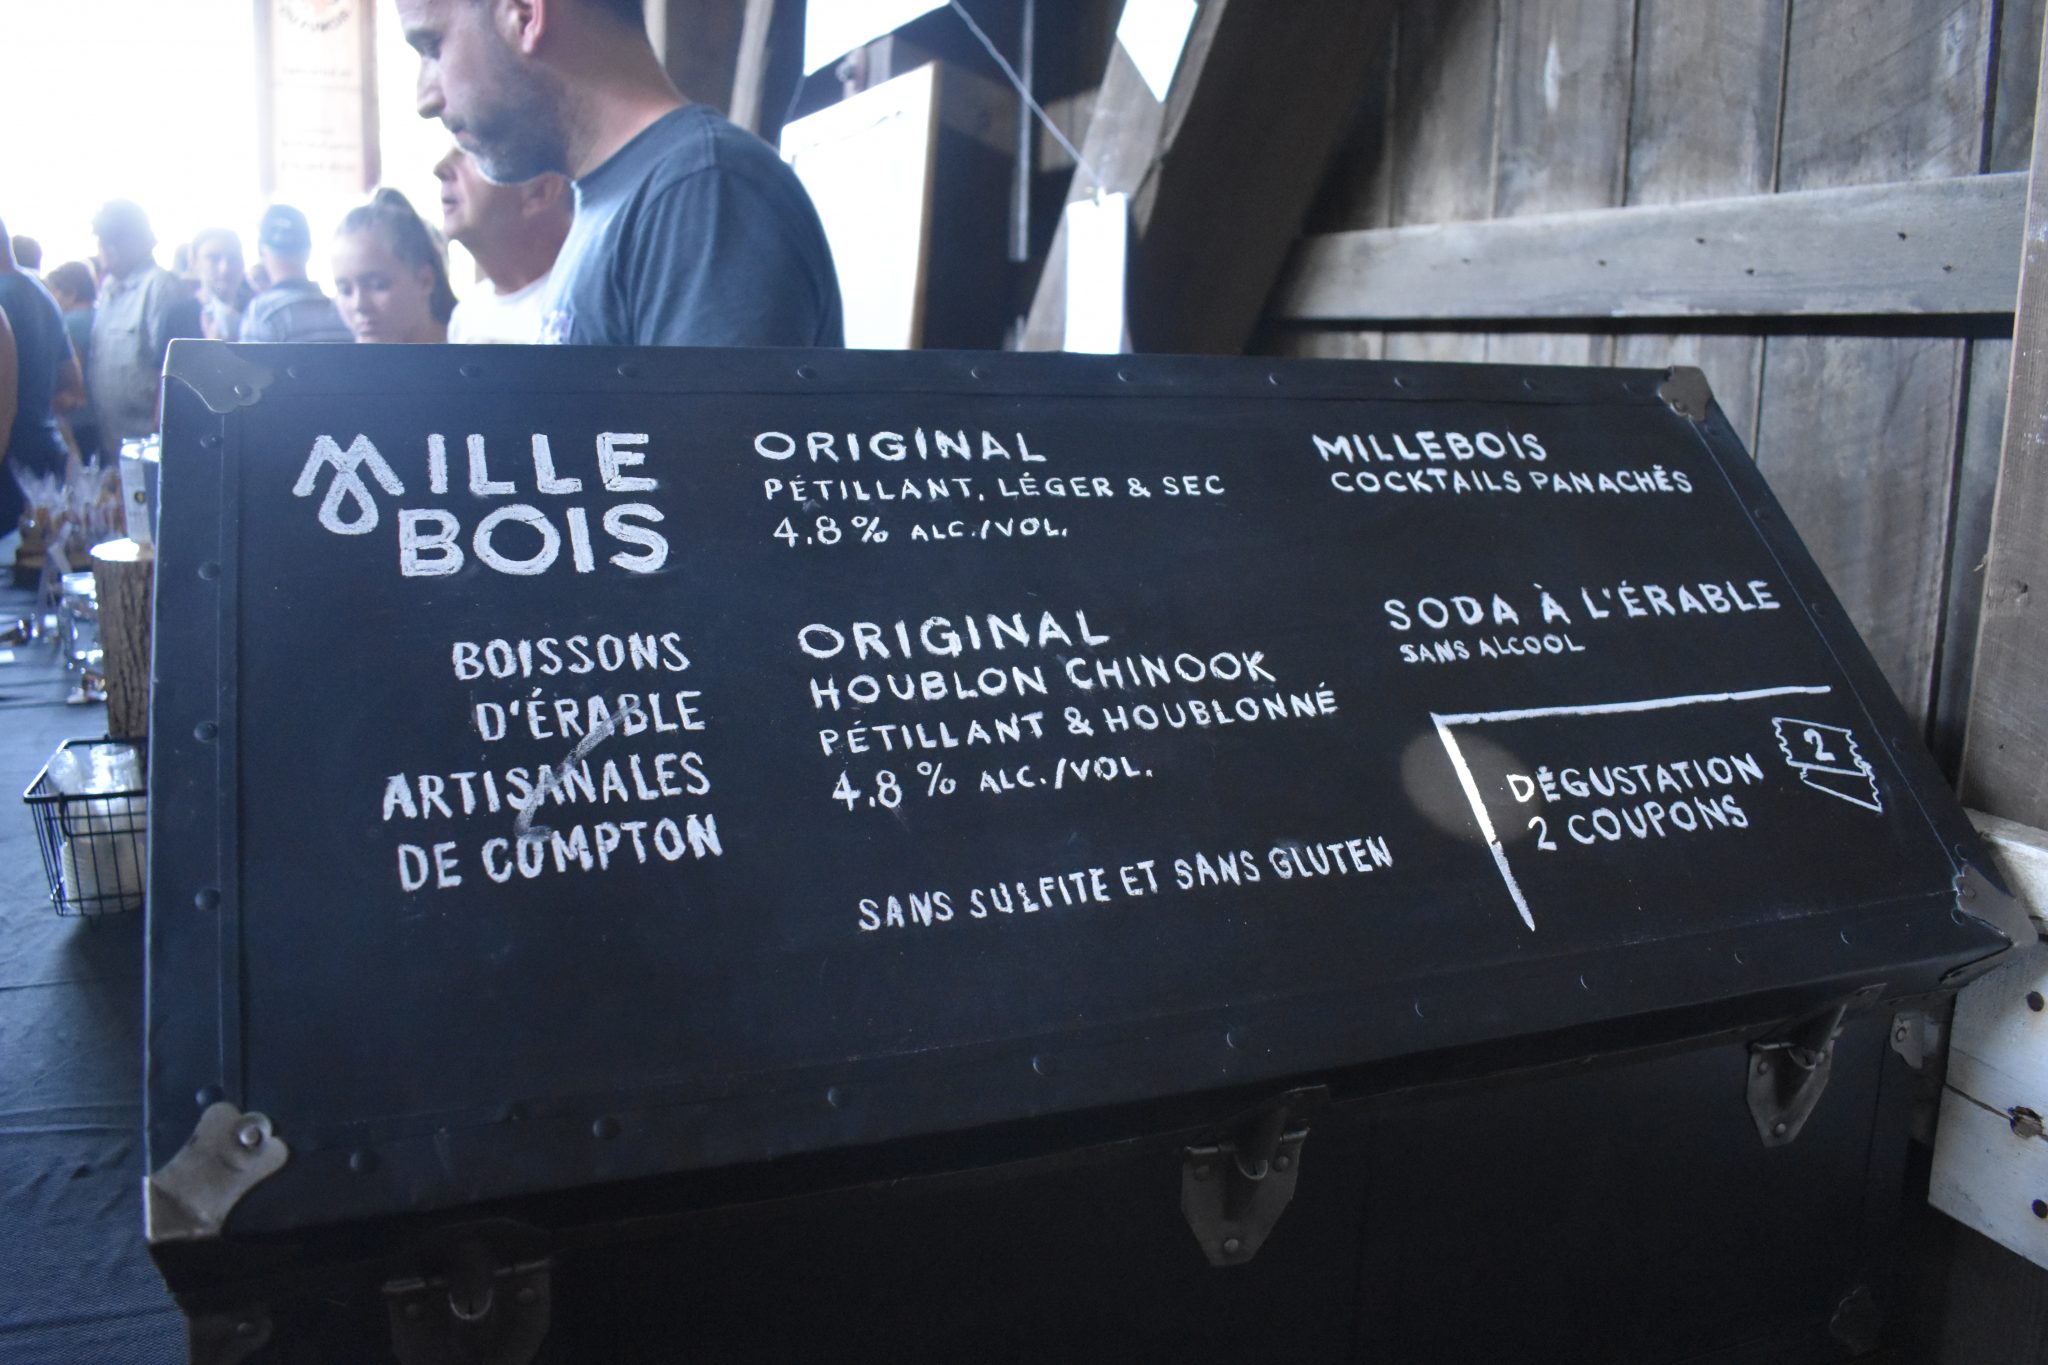 MILLE
BOIS
BOISSONS
D'ÉRABLE
ARTISANALES
DE COMPTON
ORIGINAL
PÉTILLANT, LÉGER & SEC
4.8% ALC./VOL.
ORIGINAL
HOUBLON CHINOOK
PÉTILLANT & HOUBLONNÉ
4.8% ALC./VOL.
SANS SULFITE ET SANS GLUTEN
MILLEBOIS
COCKTAILS PANACHÉS
SODA À L'ÉRABLE
SANS ALCOOL
DÉGUSTATION
2 COUPONS
2